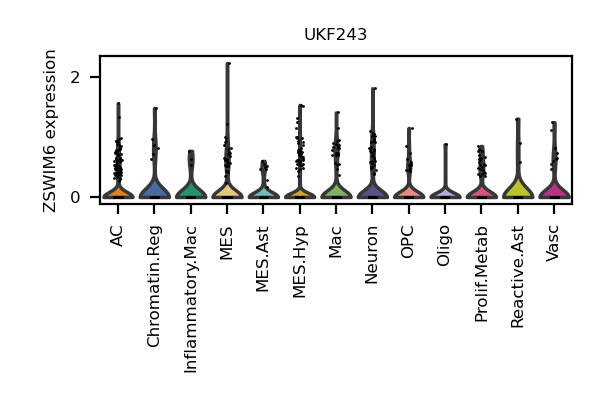 UKF243
ZSWIM6 expression
2
0
AC
Chromatin.Reg
Inflammatory.Mac
MES
MES.Ast
MES.Hyp
Mac
Neuron
OPC
Oligo
Prolif.Metab
Reactive.Ast
Vasc